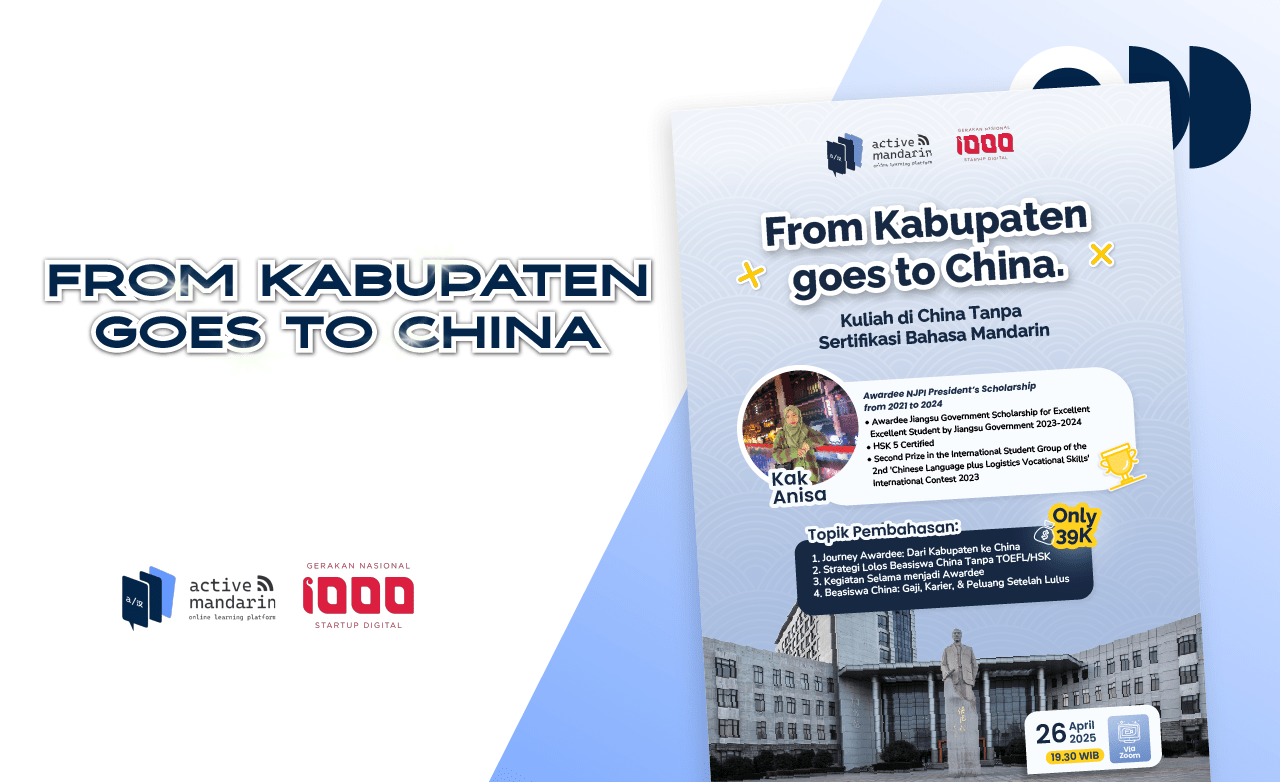 FROM KABUPATEN
GOES TO CHINA
a/汉
active
mandarin
online learning platform
GERAKAN NASIONAL
1000
STARTUP DIGITAL
a/汉
active
mandarin
online learning platform
GERAKAN NASIONAL
1000
STARTUP DIGITAL
From Kabupaten
goes to China.
Kuliah di China Tanpa
Sertifikasi Bahasa Mandarin
Awardee NJPI President's Scholarship
from 2021 to 2024
• Awardee Jiangsu Government Scholarship for Excellent
Excellent Student by Jiangsu Government 2023-2024
• HSK 5 Certified
• Second Prize in the International Student Group of the
2nd 'Chinese Language plus Logistics Vocational Skills'
International Contest 2023
Kak
Anisa
Topik Pembahasan:
Only
39K
1. Journey Awardee: Dari Kabupaten ke China
2. Strategi Lolos Beasiswa China Tanpa TOEFL/HSK
3. Kegiatan Selama menjadi Awardee
4. Beasiswa China: Gaji, Karier, & Peluang Setelah Lulus
26 April
2025
19.30 WIB
Via
Zoom